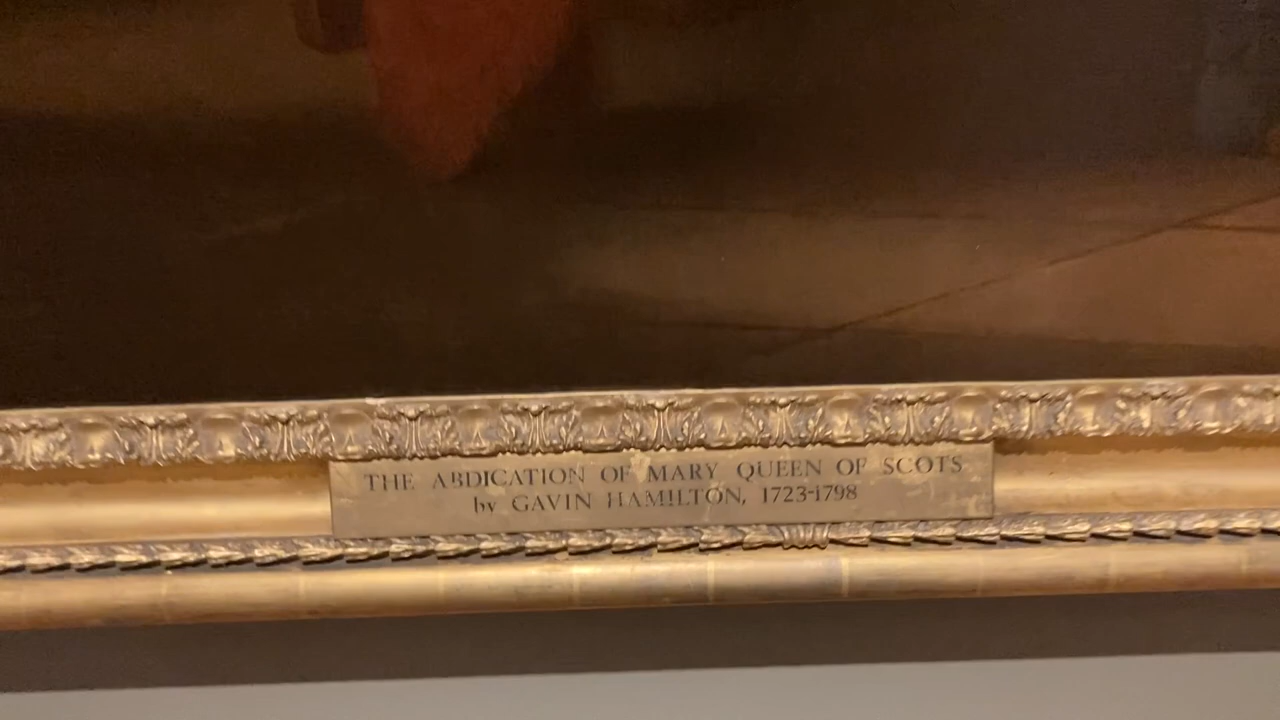 THE ABDICATION OF MARY QUEEN OF SCOTS
by GAVIN HAMILTON, 1723-1798